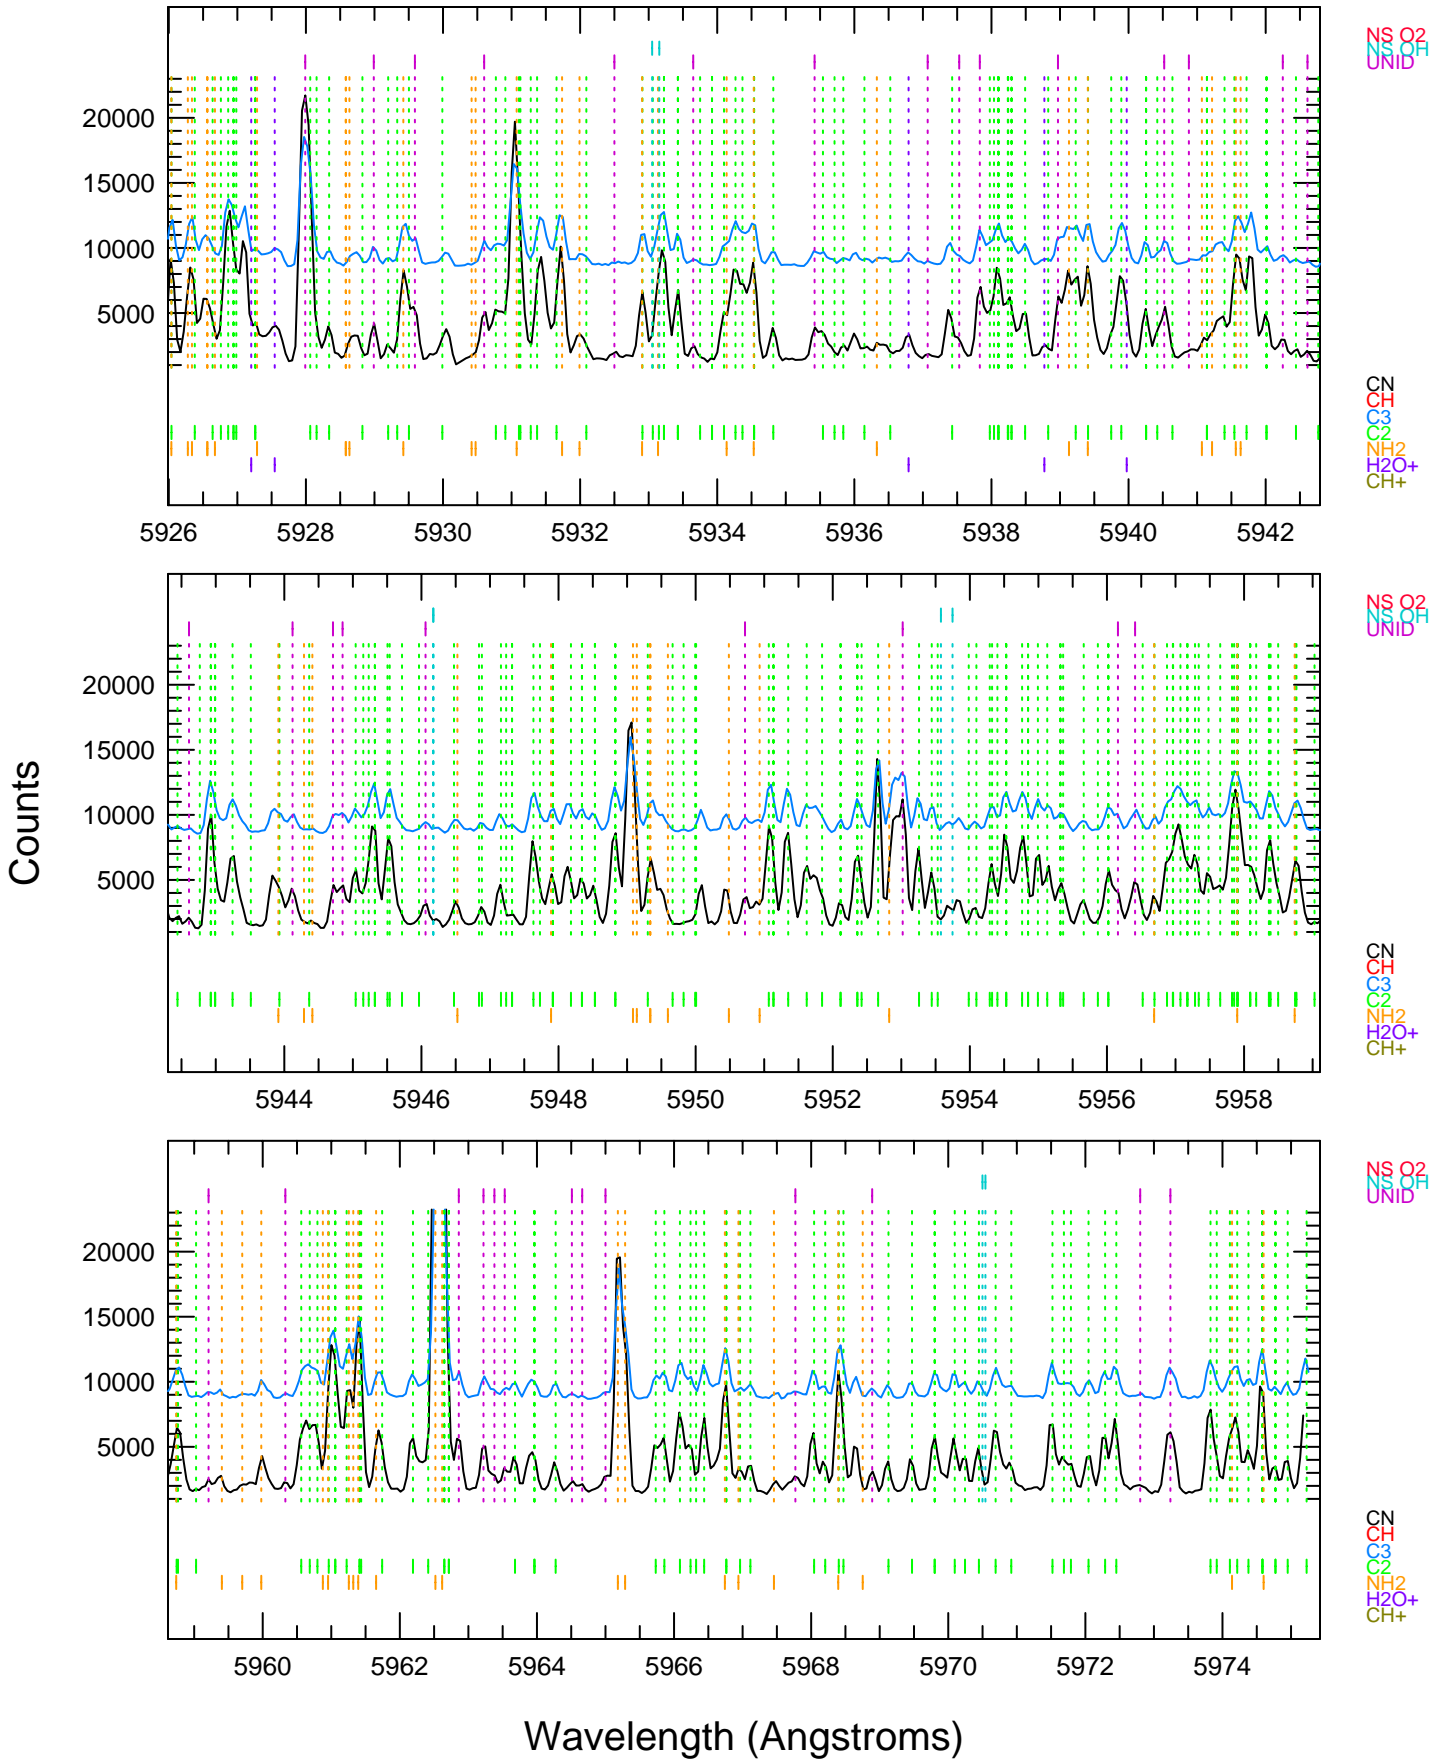 NS O2
NS OH
UNID
20000
15000
10000
5000
CN
CH
C3
C2
NH2
H2O+
CH+
5926 5928 5930 5932 5934 5936 5938 5940 5942
NS O2
NS OH
UNID
20000
15000
10000
5000
Counts
CN
CH
C3
C2
NH2
H2O+
CH+
5944 5946 5948 5950 5952 5954 5956 5958
NS O2
NS OH
UNID
20000
15000
10000
5000
CN
CH
C3
C2
NH2
H2O+
CH+
5960 5962 5964 5966 5968 5970 5972 5974
Wavelength (Angstroms)